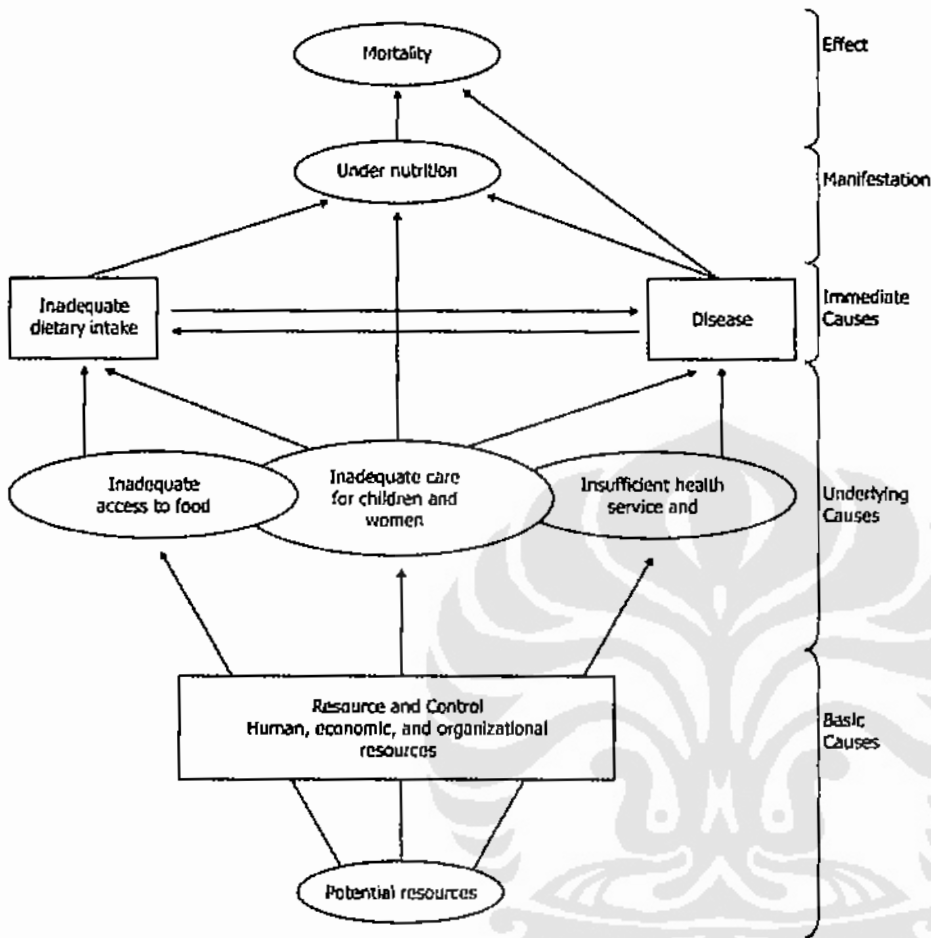 Mortality
Effect
Under nutrition
Manifestation
Inadequate
dietary intake
Disease
Immediate
Causes
Inadequate
access to food
Inadequate care
for children and
women
Insufficient health
service and
Underlying
Causes
Resource and Control
Human, economic, and organizational
resources
Basic
Causes
Potential resources